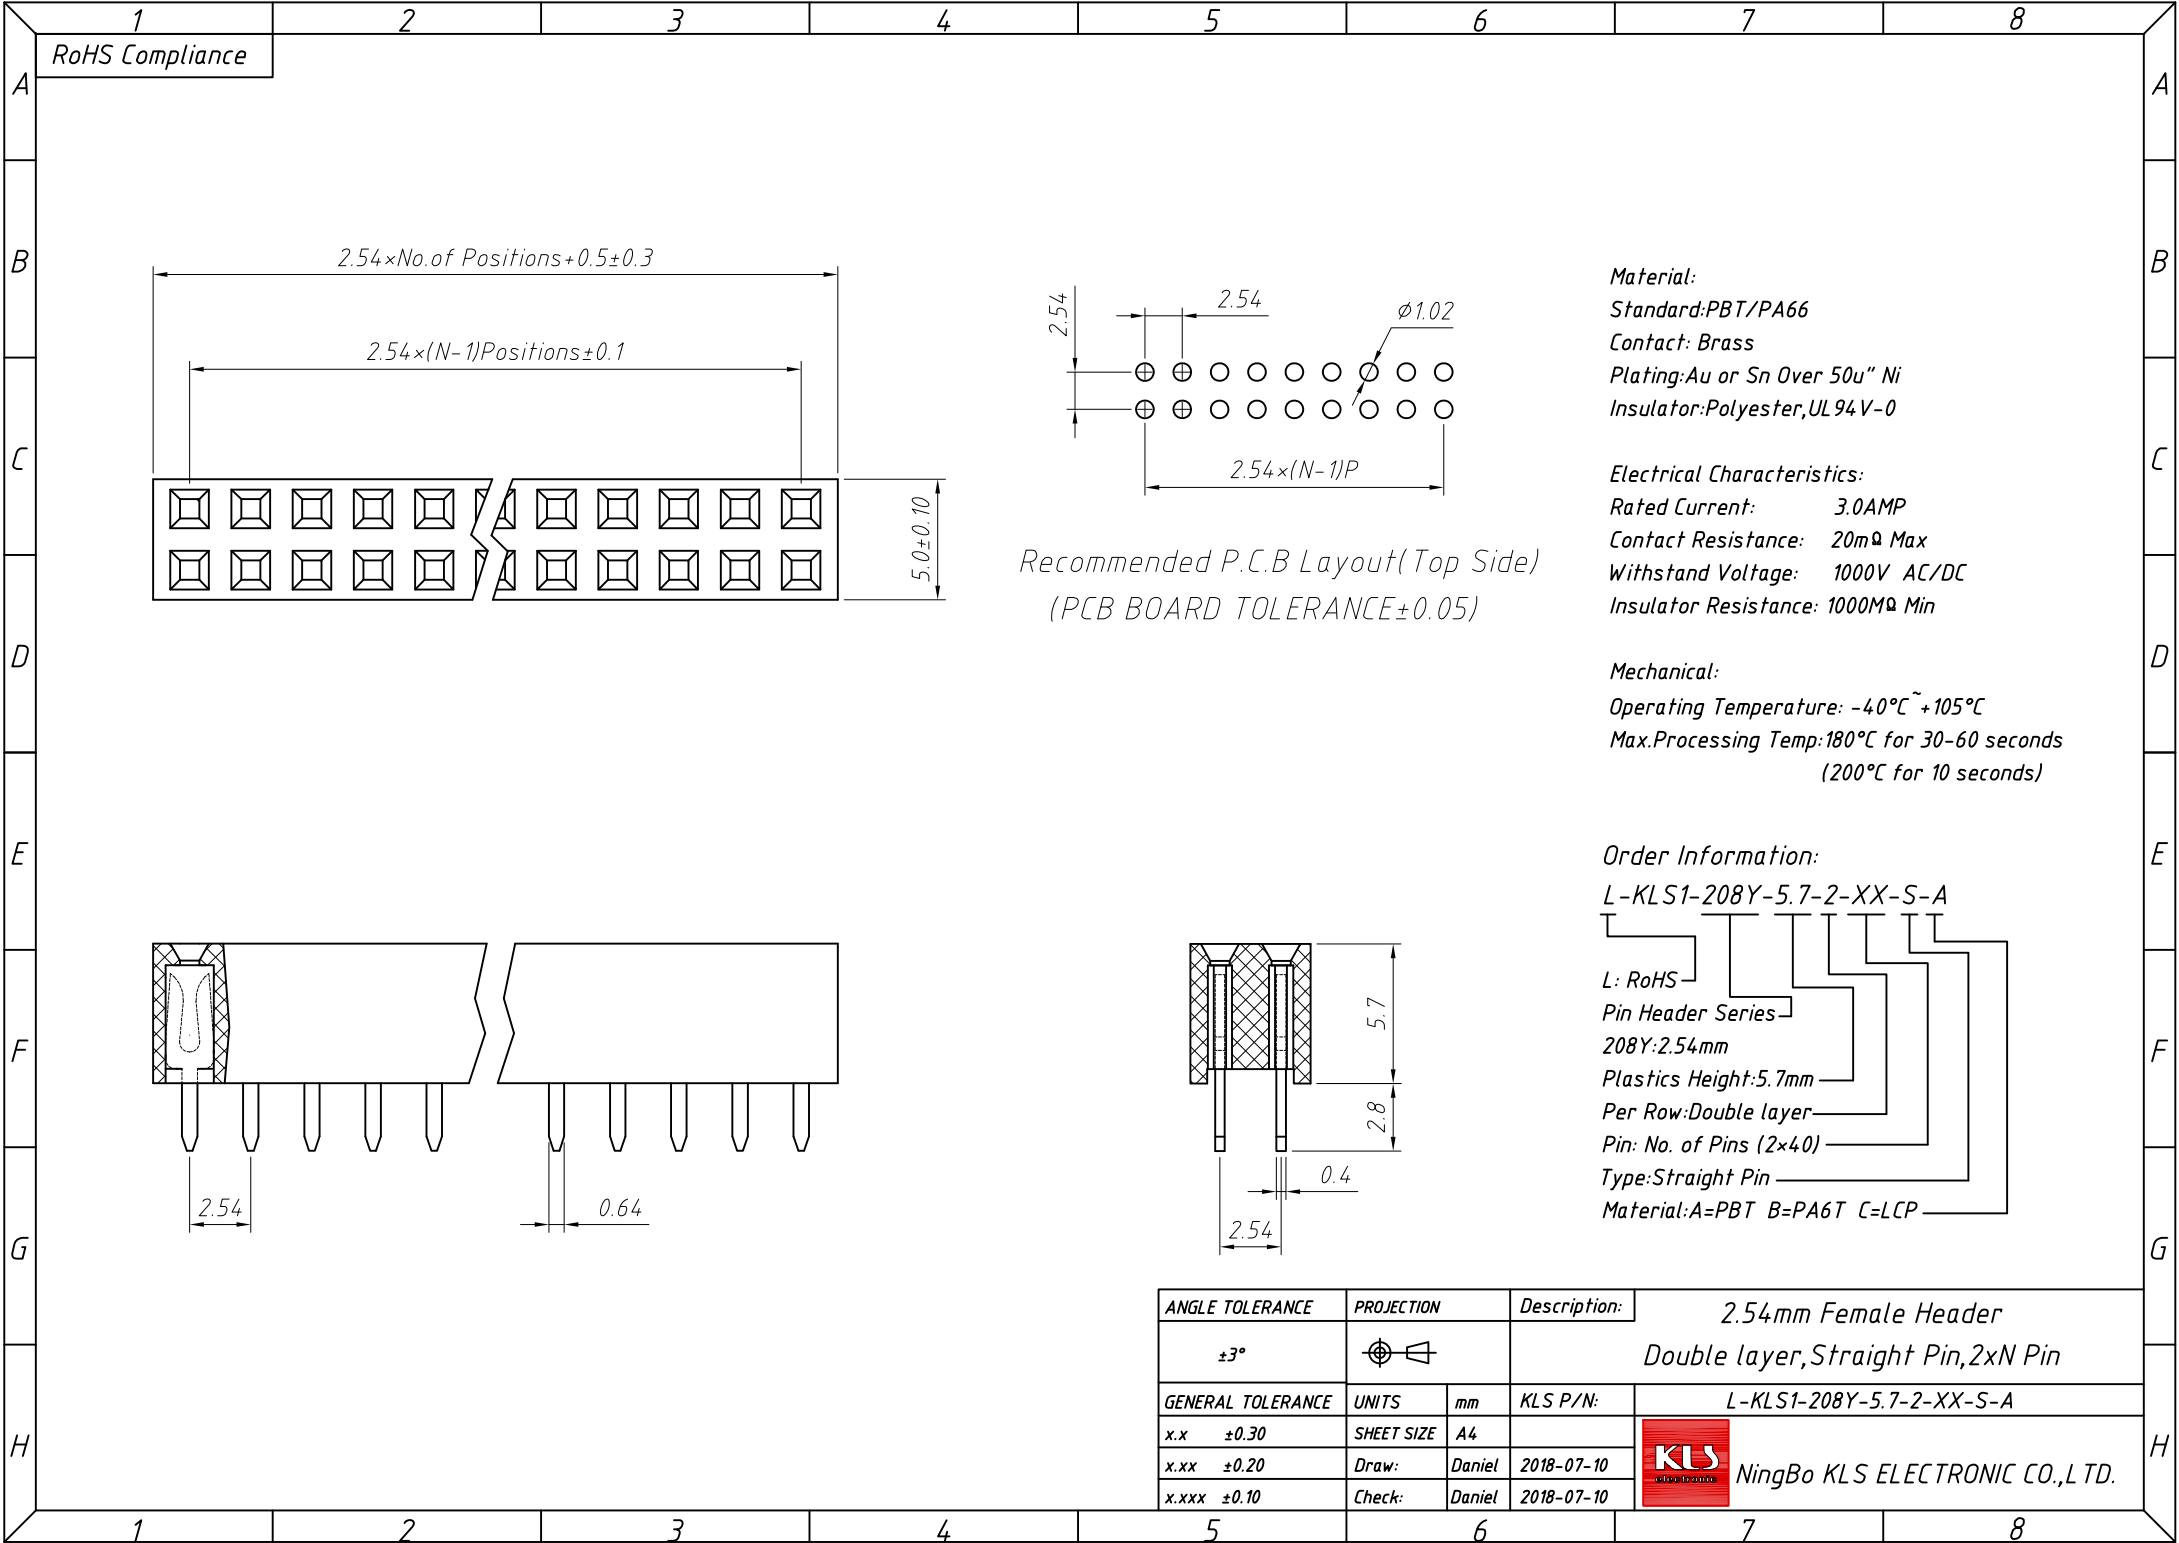 1 2 3 4 5 6 7 8
RoHS Compliance
A A
B B
C C
D D
E E
F F
G G
H H
2.54×No.of Positions+0.5±0.3
2.54×(N-1)Positions±0.1
5.0±0.10
2.54
2.54
Φ1.02
2.54×(N-1)P
Recommended P.C.B Layout(Top Side)
(PCB BOARD TOLERANCE±0.05)
Material:
Standard:PBT/PA66
Contact: Brass
Plating:Au or Sn Over 50u" Ni
Insulator:Polyester,UL94V-0
Electrical Characteristics:
Rated Current: 3.0AMP
Contact Resistance: 20mΩ Max
Withstand Voltage: 1000V AC/DC
Insulator Resistance: 1000MΩ Min
Mechanical:
Operating Temperature: -40°C~+105°C
Max.Processing Temp:180°C for 30-60 seconds
(200°C for 10 seconds)
2.54
0.64
5.7
2.8
0.4
2.54
Order Information:
L-KLS1-208Y-5.7-2-XX-S-A
L: RoHS
Pin Header Series
208Y:2.54mm
Plastics Height:5.7mm
Per Row:Double layer
Pin: No. of Pins (2×40)
Type:Straight Pin
Material:A=PBT B=PA6T C=LCP
ANGLE TOLERANCE PROJECTION Description: 2.54mm Female Header
±3° Double layer,Straight Pin,2xN Pin
GENERAL TOLERANCE UNITS mm KLS P/N: L-KLS1-208Y-5.7-2-XX-S-A
x.x ±0.30 SHEET SIZE A4
x.xx ±0.20 Draw: Daniel 2018-07-10
x.xxx ±0.10 Check: Daniel 2018-07-10
KLS
electronic
NingBo KLS ELECTRONIC CO.,LTD.
1 2 3 4 5 6 7 8